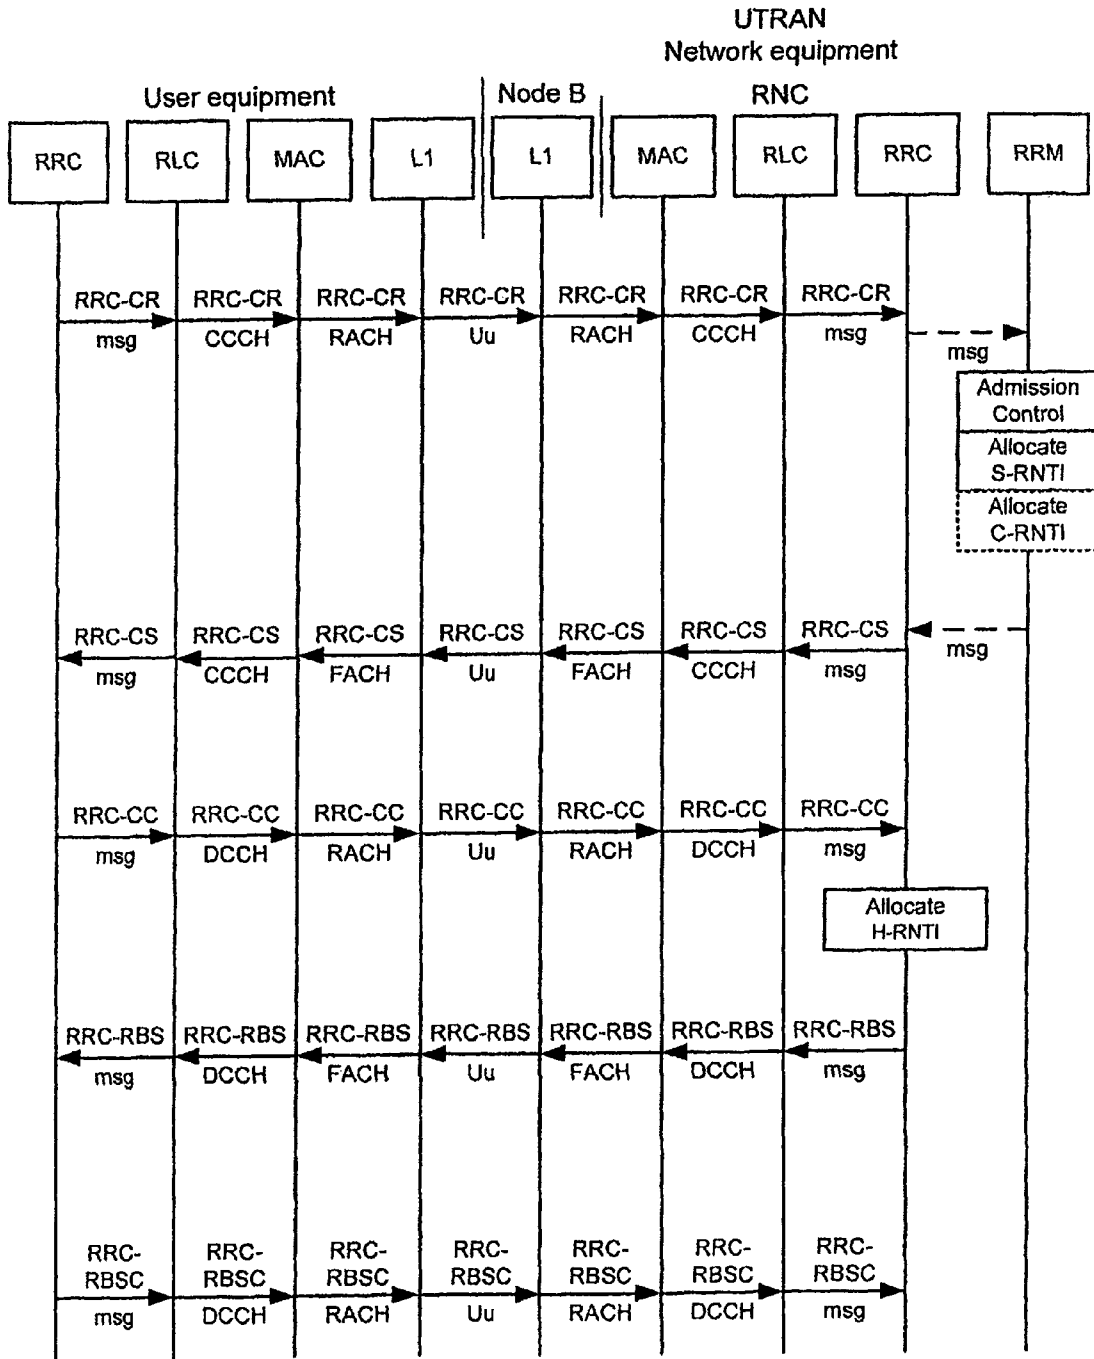 UTRAN
Network equipment
User equipment
Node B
RNC
RRC
RLC
MAC
L1
L1
MAC
RLC
RRC
RRM
RRC-CR RRC-CR RRC-CR RRC-CR RRC-CR RRC-CR RRC-CR
msg CCCH RACH Uu RACH CCCH msg
msg
Admission
Control
Allocate
S-RNTI
Allocate
C-RNTI
RRC-CS RRC-CS RRC-CS RRC-CS RRC-CS RRC-CS RRC-CS
msg CCCH FACH Uu FACH CCCH msg
msg
RRC-CC RRC-CC RRC-CC RRC-CC RRC-CC RRC-CC RRC-CC
msg DCCH RACH Uu RACH DCCH msg
Allocate
H-RNTI
RRC-RBS RRC-RBS RRC-RBS RRC-RBS RRC-RBS RRC-RBS RRC-RBS
msg DCCH FACH Uu FACH DCCH msg
RRC- RRC- RRC- RRC- RRC- RRC- RRC-
RBSC RBSC RBSC RBSC RBSC RBSC RBSC
msg DCCH RACH Uu RACH DCCH msg